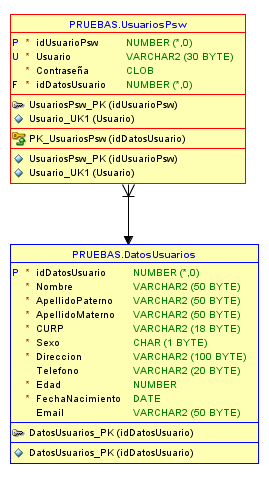 PRUEBAS.UsuariosPsw
P * idUsuarioPsw NUMBER (*,0)
U * Usuario VARCHAR2 (30 BYTE)
* Contraseña CLOB
F * idDatosUsuario NUMBER (*,0)
UsuariosPsw_PK (idUsuarioPsw)
Usuario_UK1 (Usuario)
PK_UsuariosPsw (idDatosUsuario)
UsuariosPsw_PK (idUsuarioPsw)
Usuario_UK1 (Usuario)
PRUEBAS.DatosUsuarios
P * idDatosUsuario NUMBER (*,0)
* Nombre VARCHAR2 (50 BYTE)
* ApellidoPaterno VARCHAR2 (50 BYTE)
* ApellidoMaterno VARCHAR2 (50 BYTE)
* CURP VARCHAR2 (18 BYTE)
* Sexo CHAR (1 BYTE)
* Direccion VARCHAR2 (100 BYTE)
Telefono VARCHAR2 (20 BYTE)
* Edad NUMBER
* FechaNacimiento DATE
Email VARCHAR2 (50 BYTE)
DatosUsuarios_PK (idDatosUsuario)
DatosUsuarios_PK (idDatosUsuario)